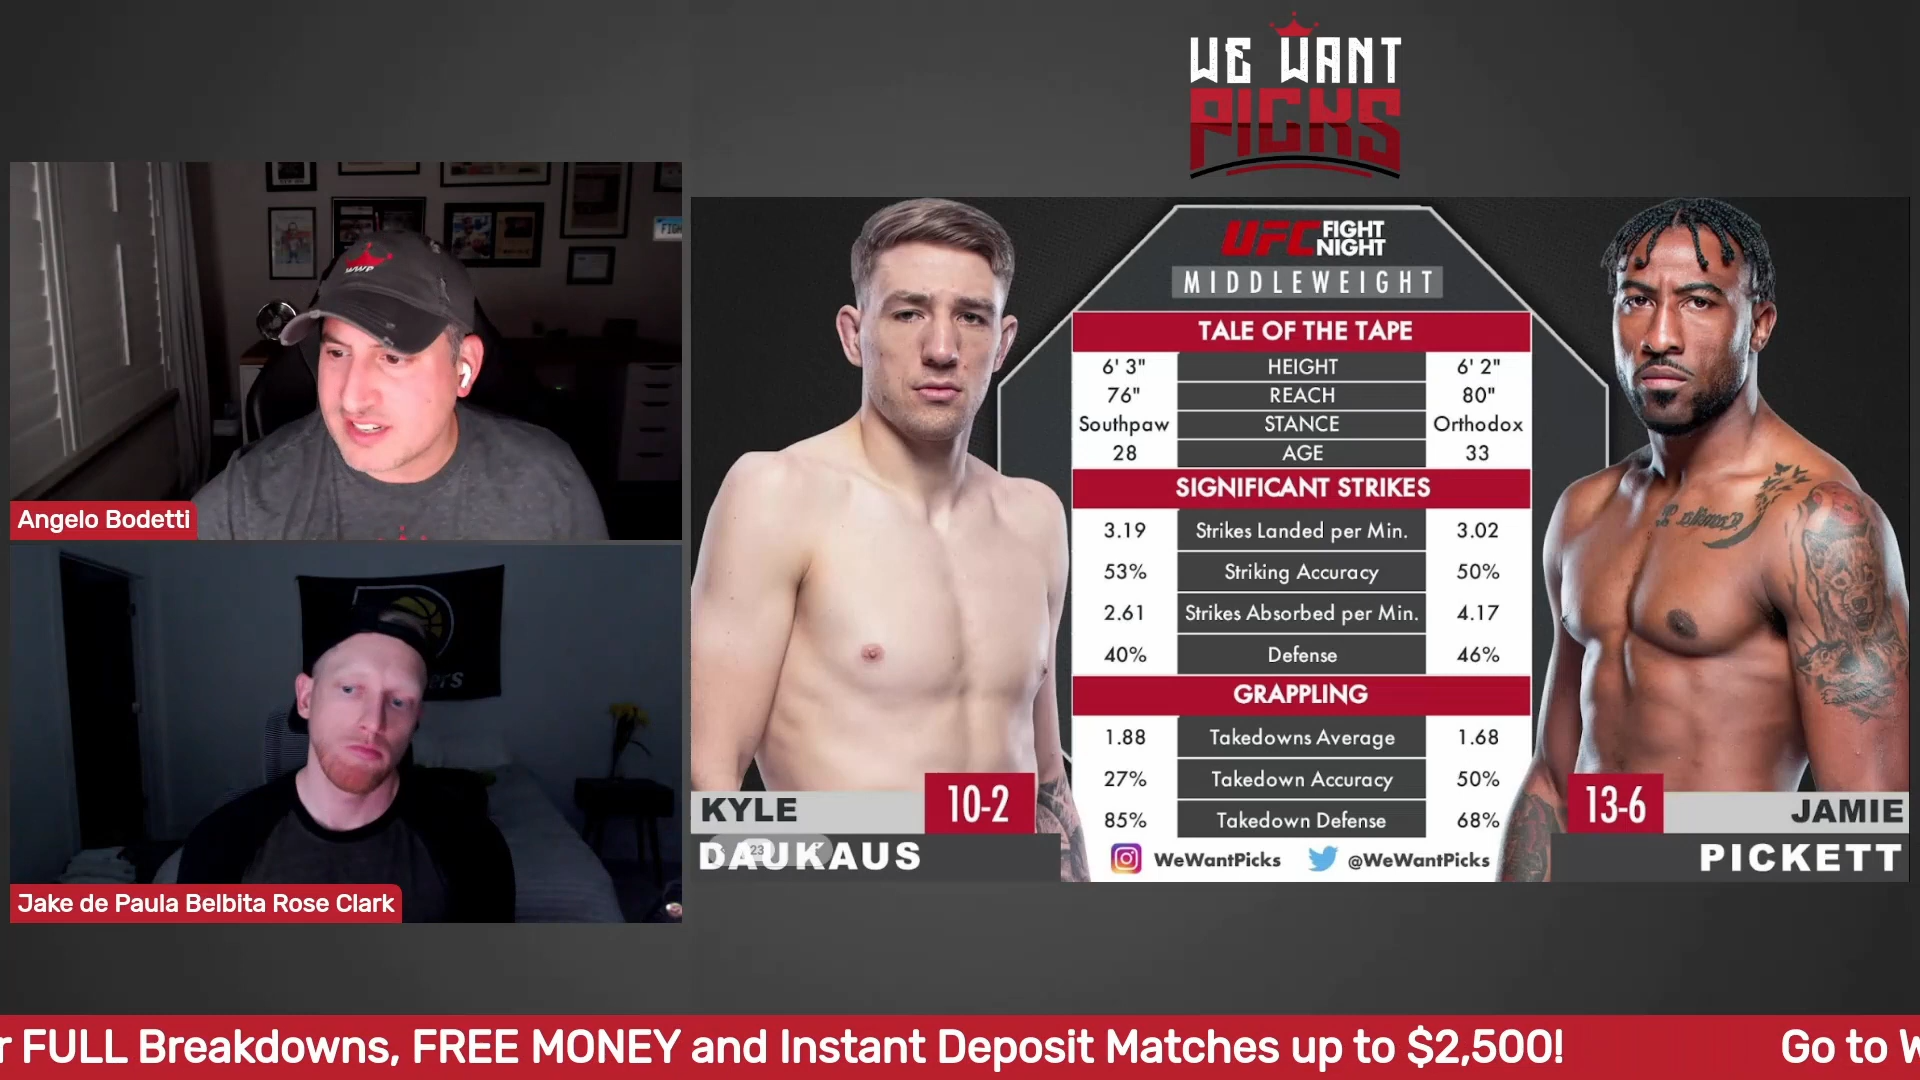 WE WANT
PICKS
WWP
FIGH
Angelo Bodetti
ers
Jake de Paula Belbita Rose Clark
UFC FIGHT
NIGHT
MIDDLEWEIGHT
TALE OF THE TAPE
6' 3" HEIGHT 6' 2"
76" REACH 80"
Southpaw STANCE Orthodox
28 AGE 33
SIGNIFICANT STRIKES
3.19 Strikes Landed per Min. 3.02
53% Striking Accuracy 50%
2.61 Strikes Absorbed per Min. 4.17
40% Defense 46%
GRAPPLING
1.88 Takedowns Average 1.68
27% Takedown Accuracy 50%
85% Takedown Defense 68%
KYLE 10-2
DAUKAUS
23
13-6 JAMIE
PICKETT
WeWantPicks @WeWantPicks
r FULL Breakdowns, FREE MONEY and Instant Deposit Matches up to $2,500! Go to W